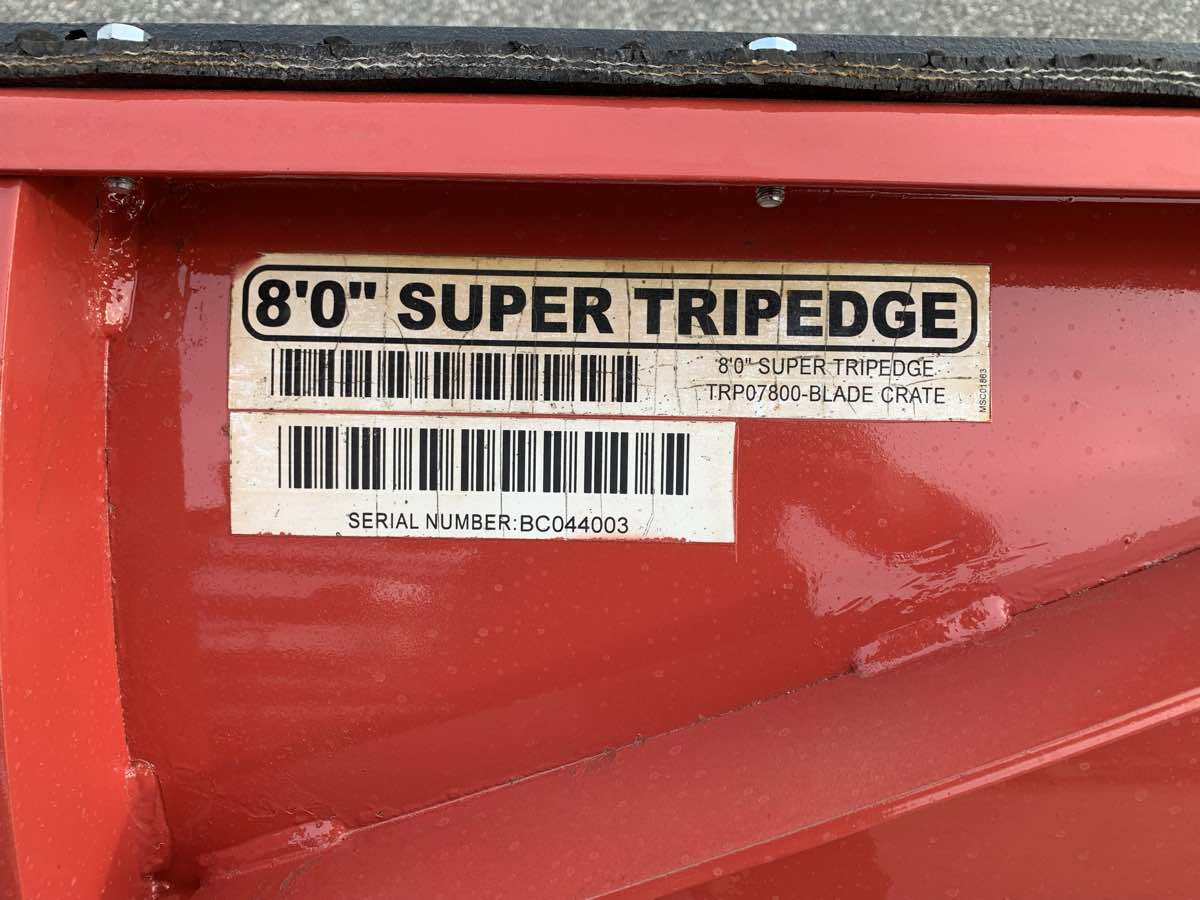 8'0" SUPER TRIPEDGE
8'0" SUPER TRIPEDGE
TRP07800-BLADE CRATE
MSC01863
SERIAL NUMBER:BC044003